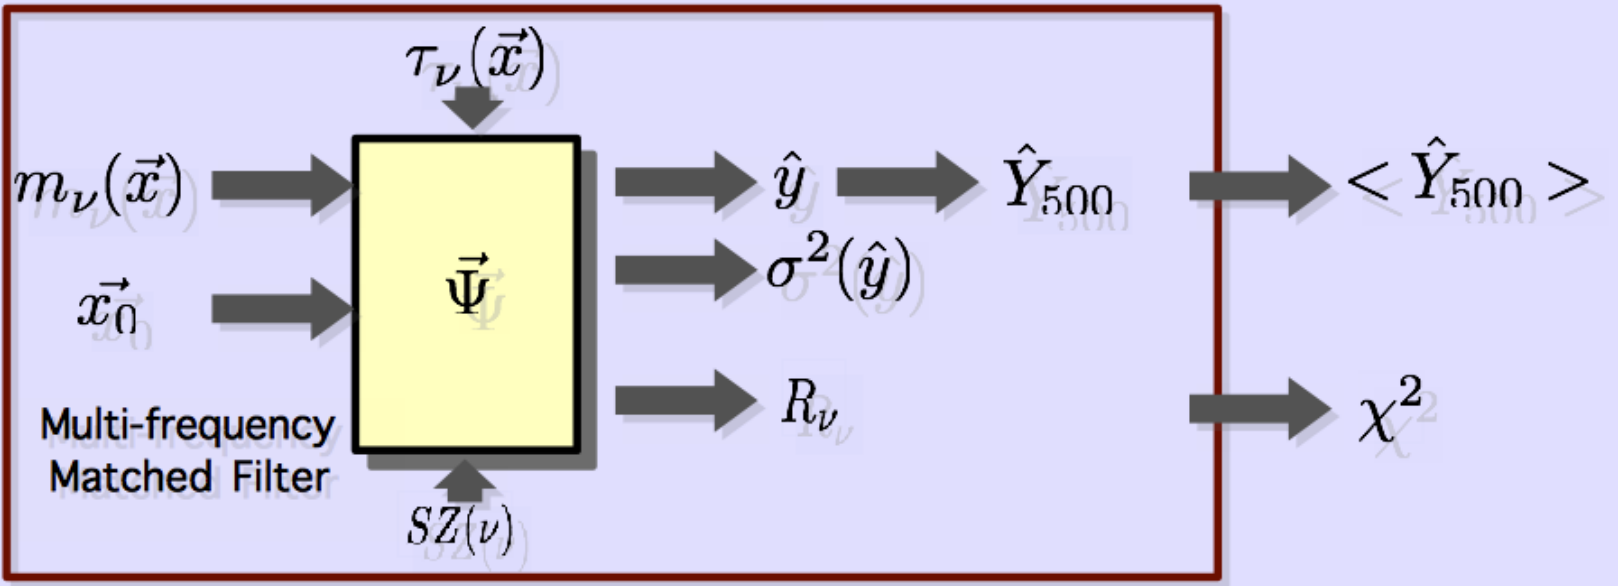 τ_ν(x⃗)
m_ν(x⃗)
ŷ
Ŷ_500
< Ŷ_500 >
x⃗_0
Ψ⃗
σ²(ŷ)
R_ν
χ²
Multi-frequency
Matched Filter
SZ(ν)